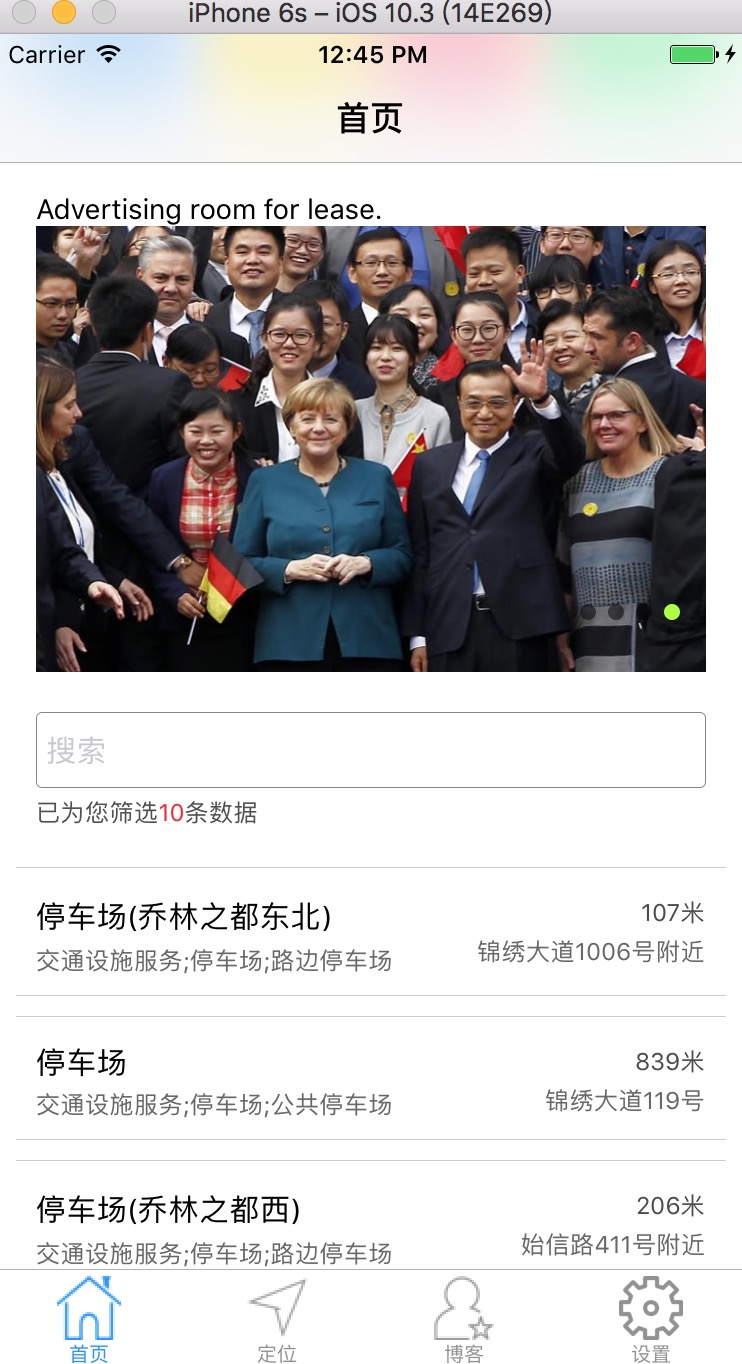 iPhone 6s – iOS 10.3 (14E269)
Carrier 12:45 PM
首页
Advertising room for lease.
搜索
已为您筛选10条数据
停车场(乔林之都东北)
107米
交通设施服务;停车场;路边停车场
锦绣大道1006号附近
停车场
839米
交通设施服务;停车场;公共停车场
锦绣大道119号
停车场(乔林之都西)
206米
交通设施服务;停车场;路边停车场
始信路411号附近
首页 定位 博客 设置